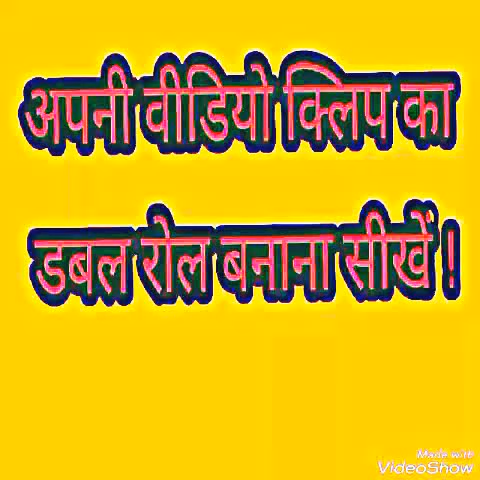 अपनी वीडियो क्लिप का
डबल रोल बनाना सीखें !
Made with
VideoShow